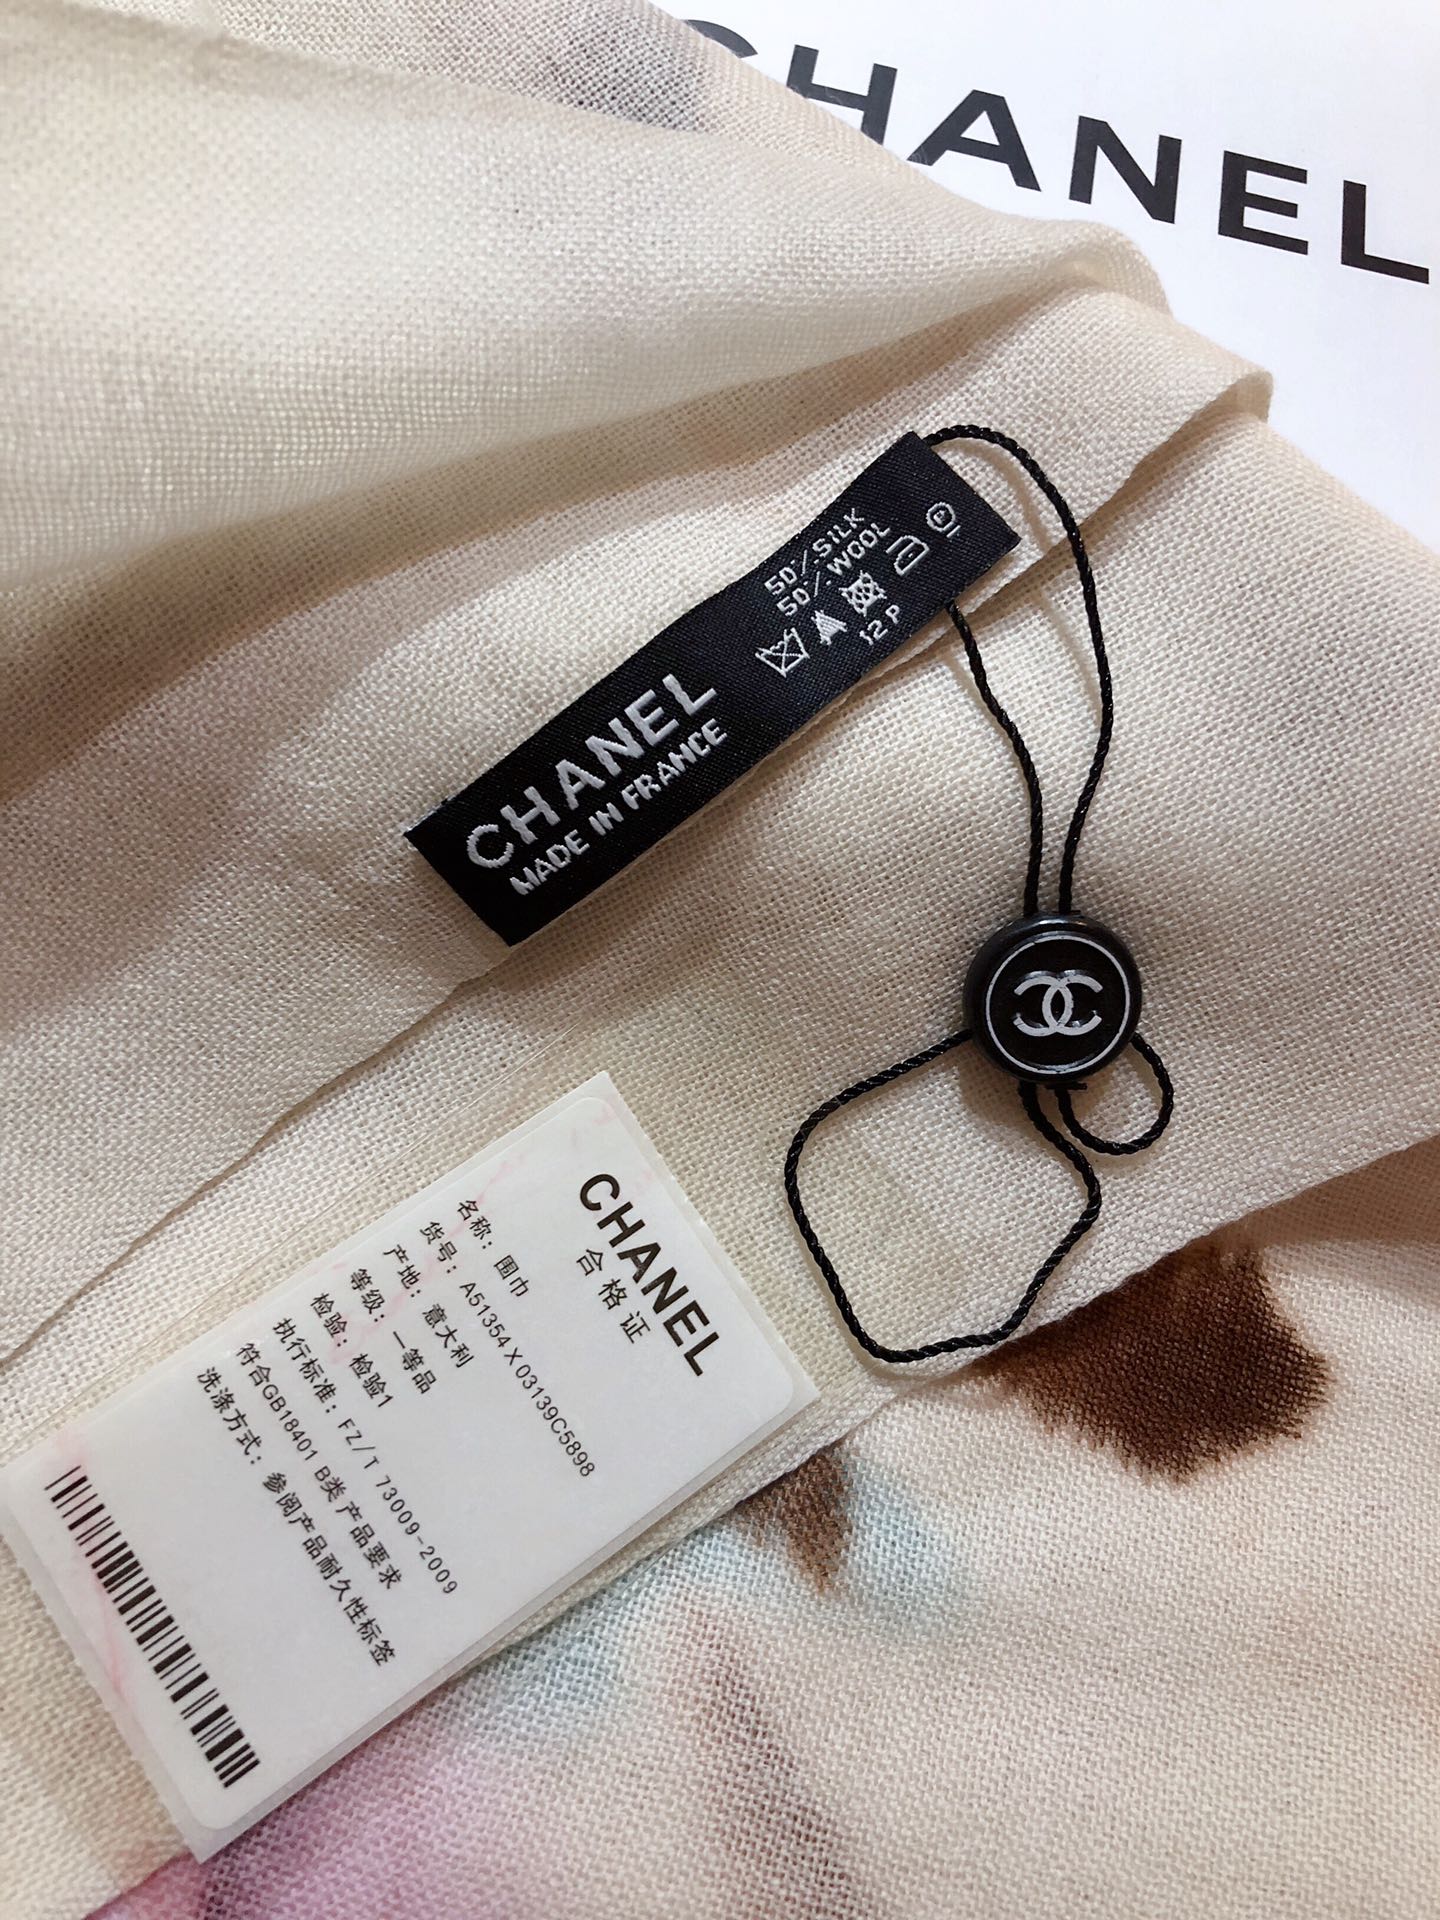 CHANEL
50% SILK
50% WOOL
12 P
CHANEL
MADE IN FRANCE
CHANEL
合格证
名称：围巾
货号：A51354X03139C5898
产地：意大利
等级：一等品
检验：检验1
执行标准：FZ/T 73009-2009
符合GB18401 B类产品要求
洗涤方式：参阅产品耐久性标签